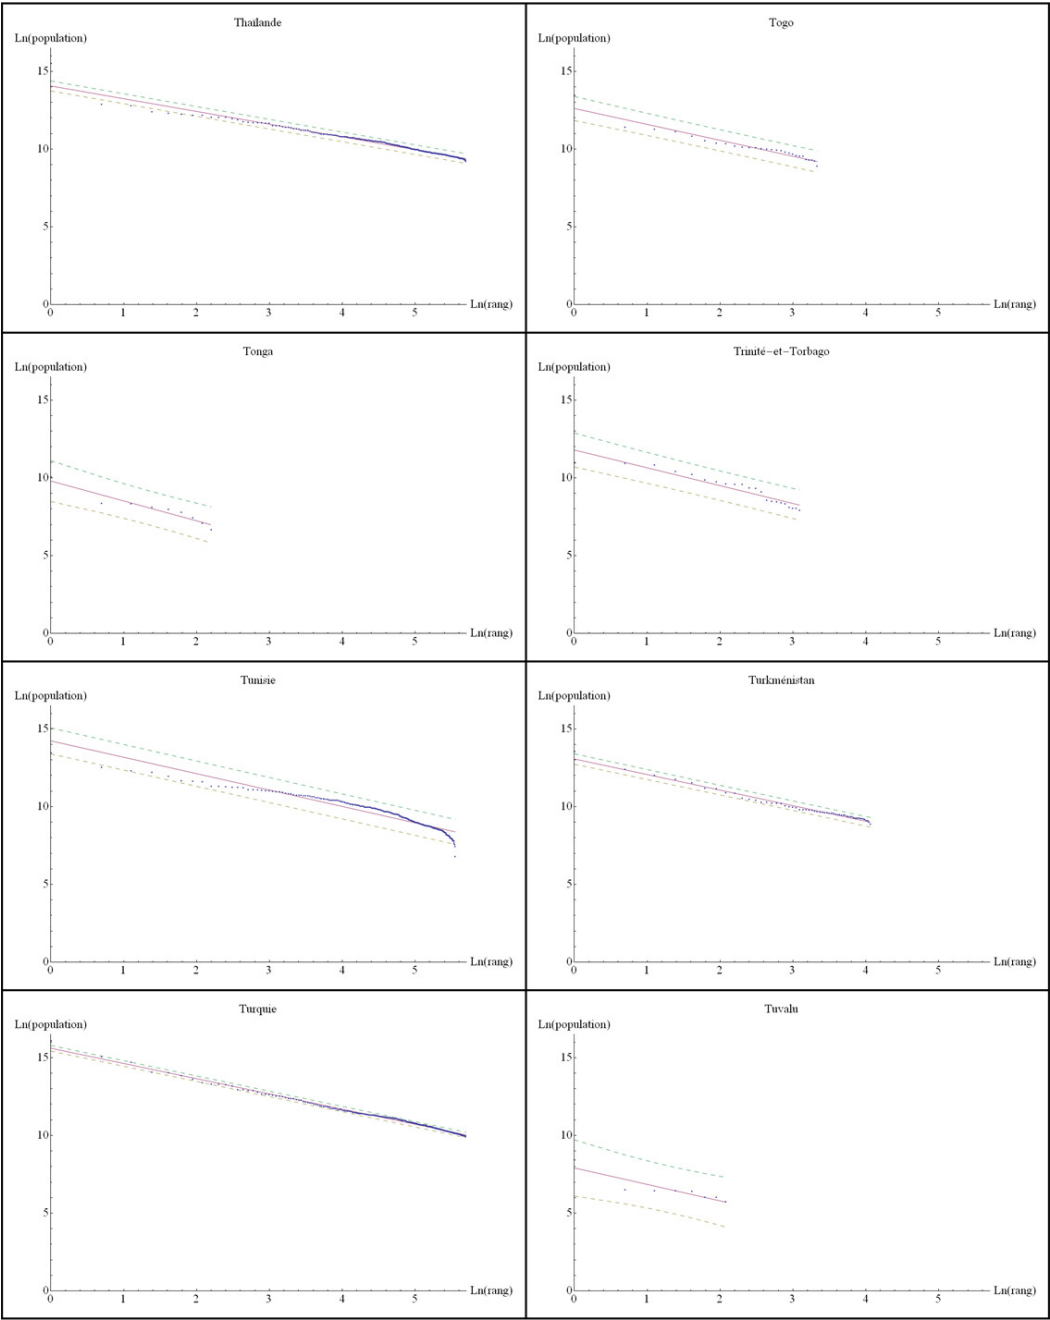 Thaïlande
Ln(population)
15
10
5
0
0 1 2 3 4 5 Ln(rang)
Togo
Ln(population)
15
10
5
0
0 1 2 3 4 5 Ln(rang)
Tonga
Ln(population)
15
10
5
0
0 1 2 3 4 5 Ln(rang)
Trinité−et−Torbago
Ln(population)
15
10
5
0
0 1 2 3 4 5 Ln(rang)
Tunisie
Ln(population)
15
10
5
0
0 1 2 3 4 5 Ln(rang)
Turkménistan
Ln(population)
15
10
5
0
0 1 2 3 4 5 Ln(rang)
Turquie
Ln(population)
15
10
5
0
0 1 2 3 4 5 Ln(rang)
Tuvalu
Ln(population)
15
10
5
0
0 1 2 3 4 5 Ln(rang)